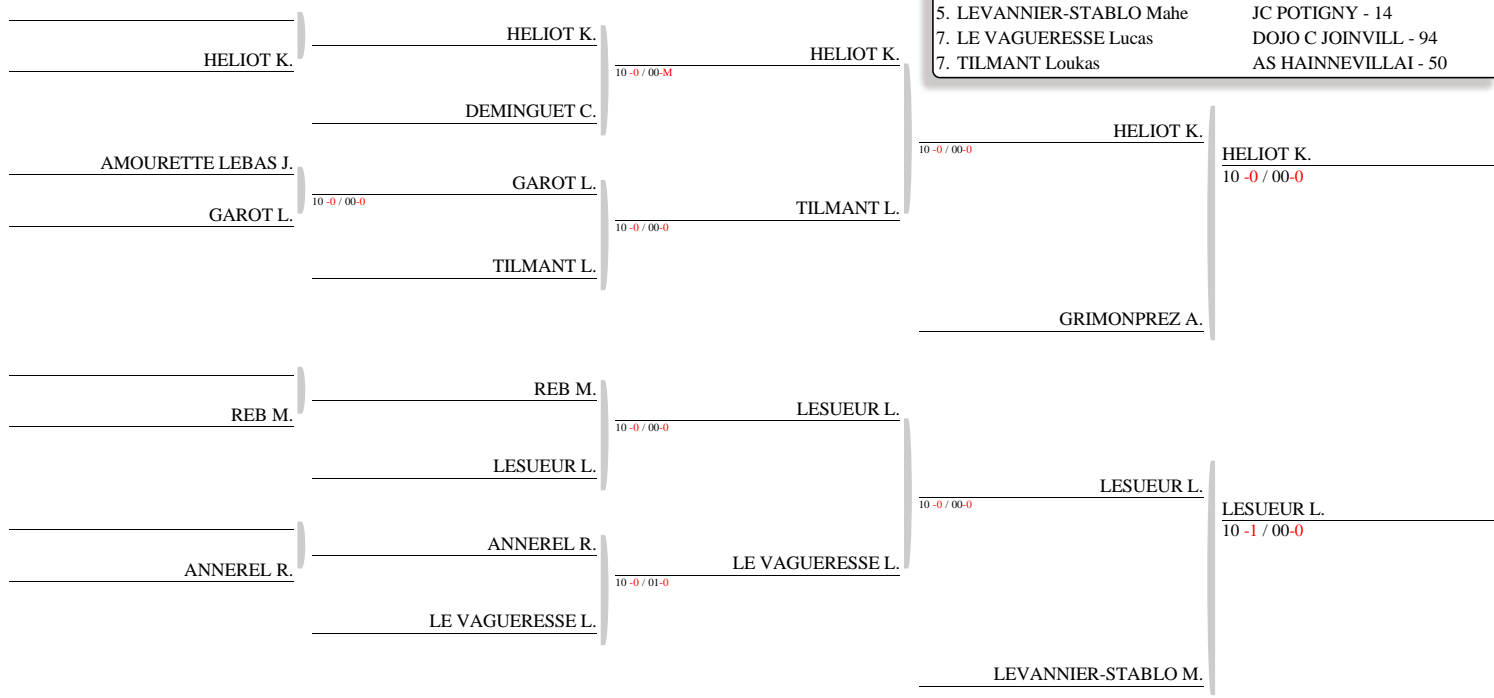 5. LEVANNIER-STABLO Mahe JC POTIGNY - 14
7. LE VAGUERESSE Lucas DOJO C JOINVILL - 94
7. TILMANT Loukas AS HAINNEVILLAI - 50
HELIOT K.
AMOURETTE LEBAS J.
GAROT L.
REB M.
ANNEREL R.
HELIOT K.
DEMINGUET C.
GAROT L.
10 -0 / 00-0
TILMANT L.
REB M.
LESUEUR L.
ANNEREL R.
LE VAGUERESSE L.
HELIOT K.
10 -0 / 00-M
TILMANT L.
10 -0 / 00-0
LESUEUR L.
10 -0 / 00-0
LE VAGUERESSE L.
10 -0 / 01-0
HELIOT K.
10 -0 / 00-0
GRIMONPREZ A.
LESUEUR L.
10 -0 / 00-0
LEVANNIER-STABLO M.
HELIOT K.
10 -0 / 00-0
LESUEUR L.
10 -1 / 00-0